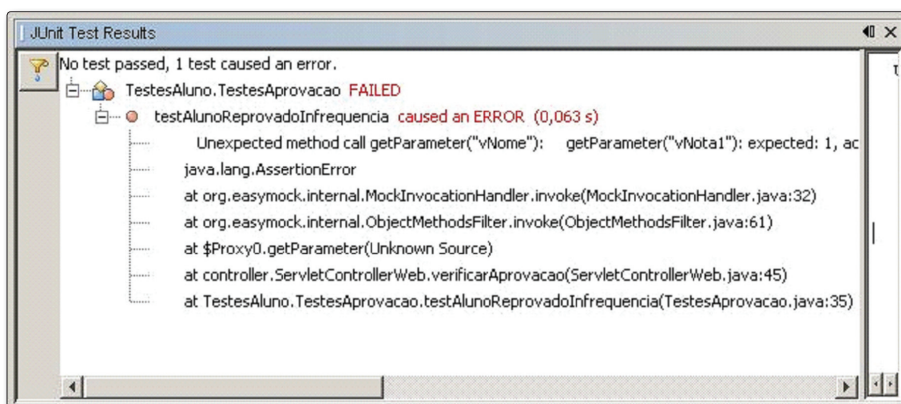 JUnit Test Results
No test passed, 1 test caused an error.
TestesAluno.TestesAprovacao FAILED
testAlunoReprovadoInfrequencia caused an ERROR (0,063 s)
Unexpected method call getParameter("vNome"): getParameter("vNota1"): expected: 1, ac
java.lang.AssertionError
at org.easymock.internal.MockInvocationHandler.invoke(MockInvocationHandler.java:32)
at org.easymock.internal.ObjectMethodsFilter.invoke(ObjectMethodsFilter.java:61)
at $Proxy0.getParameter(Unknown Source)
at controller.ServletControllerWeb.verificarAprovacao(ServletControllerWeb.java:45)
at TestesAluno.TestesAprovacao.testAlunoReprovadoInfrequencia(TestesAprovacao.java:35)